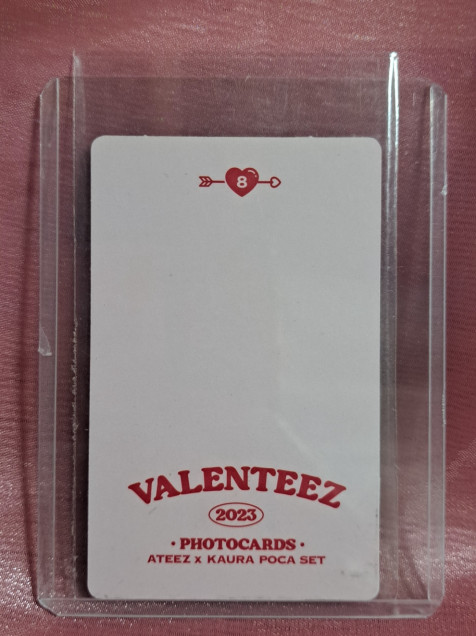 8
VALENTEEZ
2023
• PHOTOCARDS •
ATEEZ x KAURA POCA SET